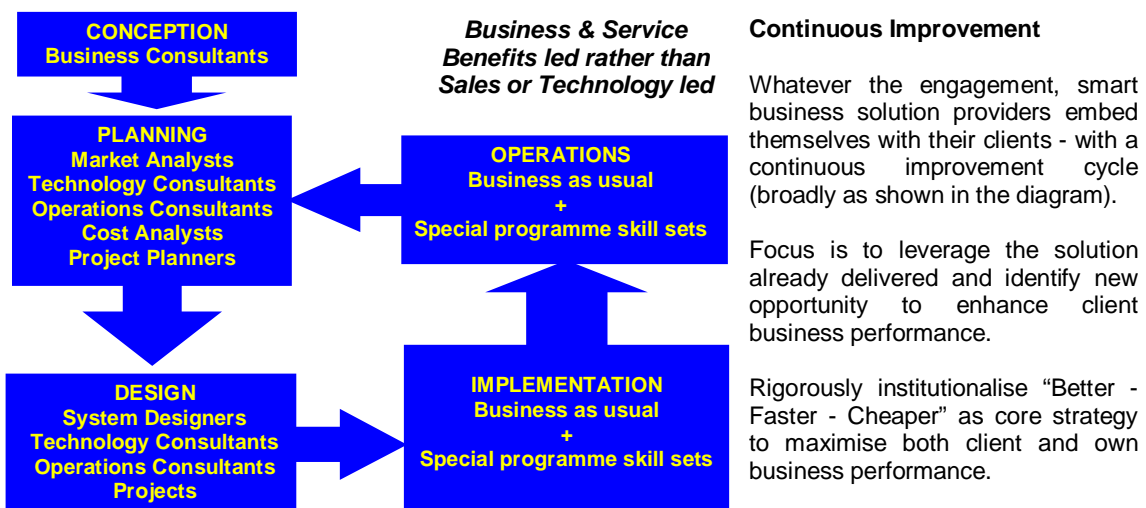 CONCEPTION
Business Consultants
PLANNING
Market Analysts
Technology Consultants
Operations Consultants
Cost Analysts
Project Planners
DESIGN
System Designers
Technology Consultants
Operations Consultants
Projects
Business & Service
Benefits led rather than
Sales or Technology led
OPERATIONS
Business as usual
+
Special programme skill sets
IMPLEMENTATION
Business as usual
+
Special programme skill sets
Continuous Improvement
Whatever the engagement, smart
business solution providers embed
themselves with their clients - with a
continuous improvement cycle
(broadly as shown in the diagram).
Focus is to leverage the solution
already delivered and identify new
opportunity to enhance client
business performance.
Rigorously institutionalise “Better -
Faster - Cheaper” as core strategy
to maximise both client and own
business performance.